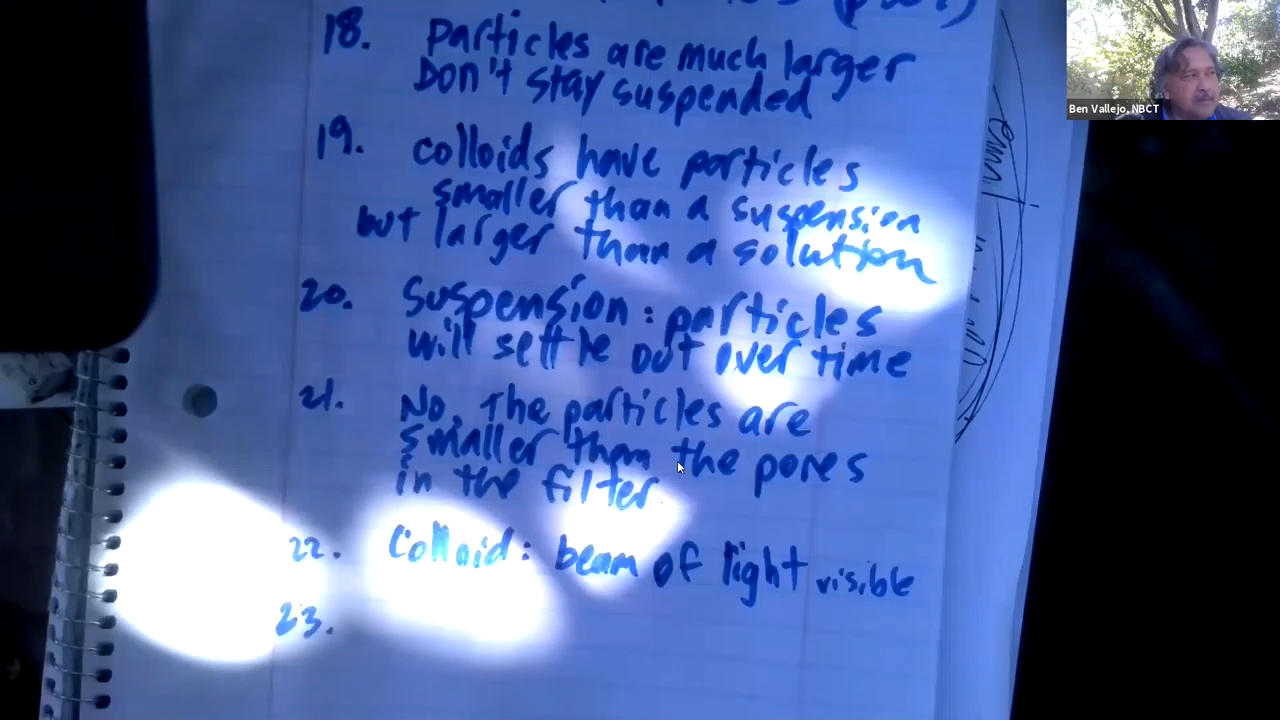 18. Particles are much larger
Don't stay suspended
19. colloids have particles
smaller than a suspension
but larger than a solution
20. Suspension: particles
will settle out over time
21. No, the particles are
smaller than the pores
in the filter
22. Colloid: beam of light visible
23.
Ben Vallejo, NBCT